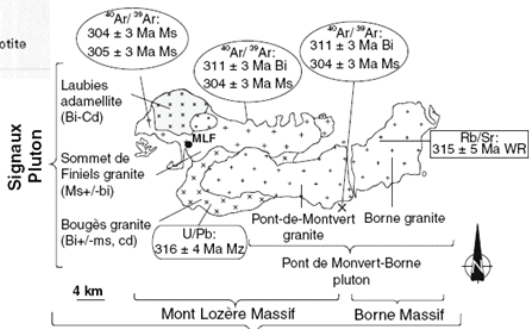 otite
⁴⁰Ar/ ³⁹Ar:
304 ± 3 Ma Ms
305 ± 3 Ma Ms
⁴⁰Ar/ ³⁹Ar:
311 ± 3 Ma Bi
304 ± 3 Ma Ms
⁴⁰Ar/ ³⁹Ar:
311 ± 3 Ma Bi
304 ± 3 Ma Ms
Signaux
Pluton
Laubies
adamellite
(Bi-Cd)
MLF
Sommet de
Finiels granite
(Ms+/-bi)
Rb/Sr:
315 ± 5 Ma WR
Bougès granite
(Bi+/-ms, cd)
U/Pb:
316 ± 4 Ma Mz
Pont-de-Montvert
granite
Borne granite
Pont de Monvert-Borne
pluton
N
4 km
Mont Lozère Massif
Borne Massif